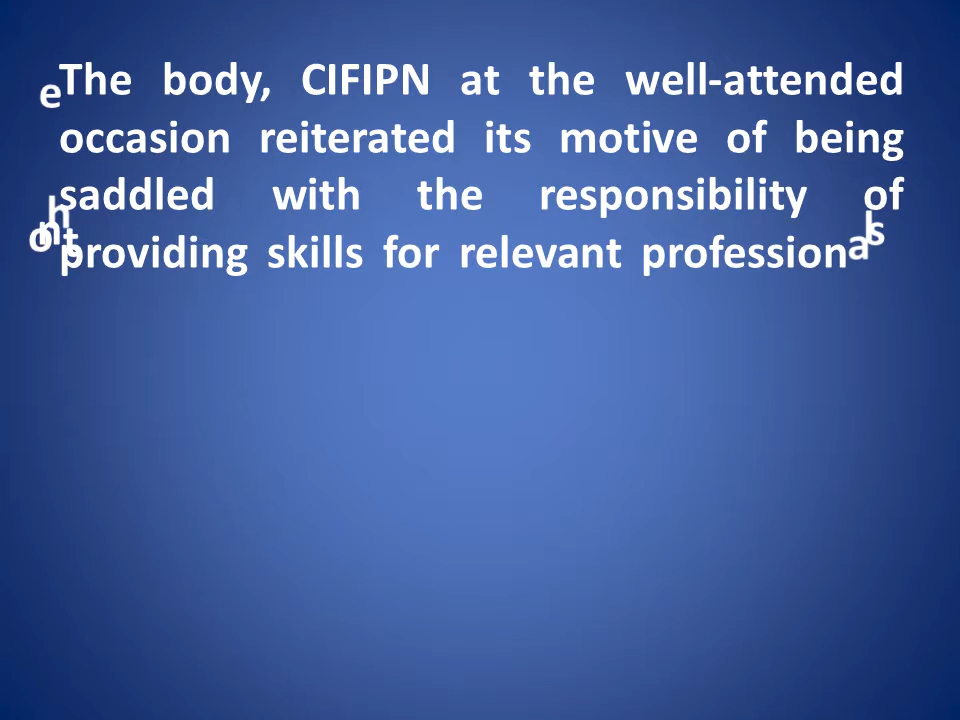 The body, CIFIPN at the well-attended
occasion reiterated its motive of being
saddled with the responsibility of
providing skills for relevant professionals